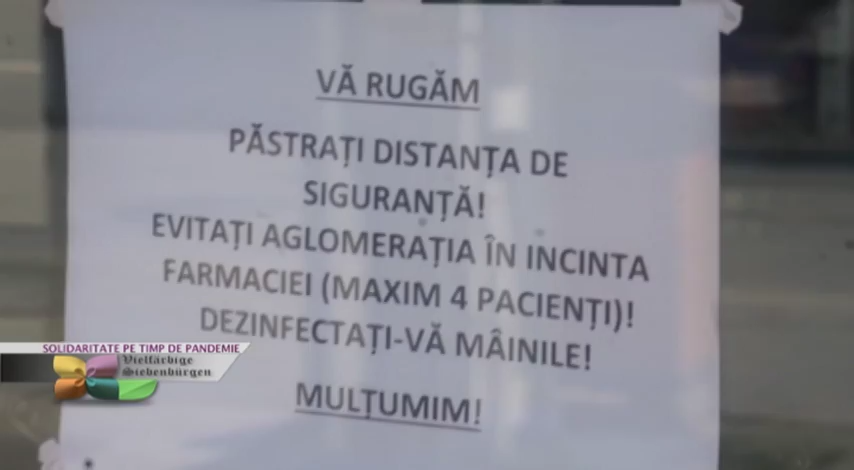 VĂ RUGĂM
PĂSTRAȚI DISTANȚA DE
SIGURANȚĂ!
EVITAȚI AGLOMERAȚIA ÎN INCINTA
FARMACIEI (MAXIM 4 PACIENȚI)!
DEZINFECTAȚI-VĂ MÂINILE!
MULȚUMIM!
SOLIDARITATE PE TIMP DE PANDEMIE
Vielfärbige
Siebenbürgen